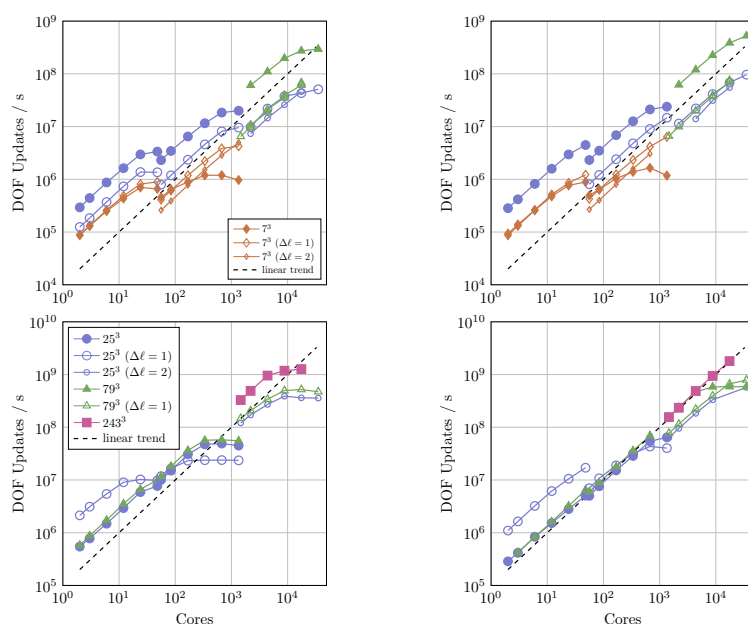 10^9
10^8
10^7
10^6
10^5
10^4
DOF Updates / s
10^0 10^1 10^2 10^3 10^4
7^3
7^3 (Δℓ = 1)
7^3 (Δℓ = 2)
linear trend
10^9
10^8
10^7
10^6
10^5
10^4
DOF Updates / s
10^0 10^1 10^2 10^3 10^4
10^10
10^9
10^8
10^7
10^6
10^5
DOF Updates / s
10^0 10^1 10^2 10^3 10^4
Cores
25^3
25^3 (Δℓ = 1)
25^3 (Δℓ = 2)
79^3
79^3 (Δℓ = 1)
243^3
linear trend
10^10
10^9
10^8
10^7
10^6
10^5
DOF Updates / s
10^0 10^1 10^2 10^3 10^4
Cores